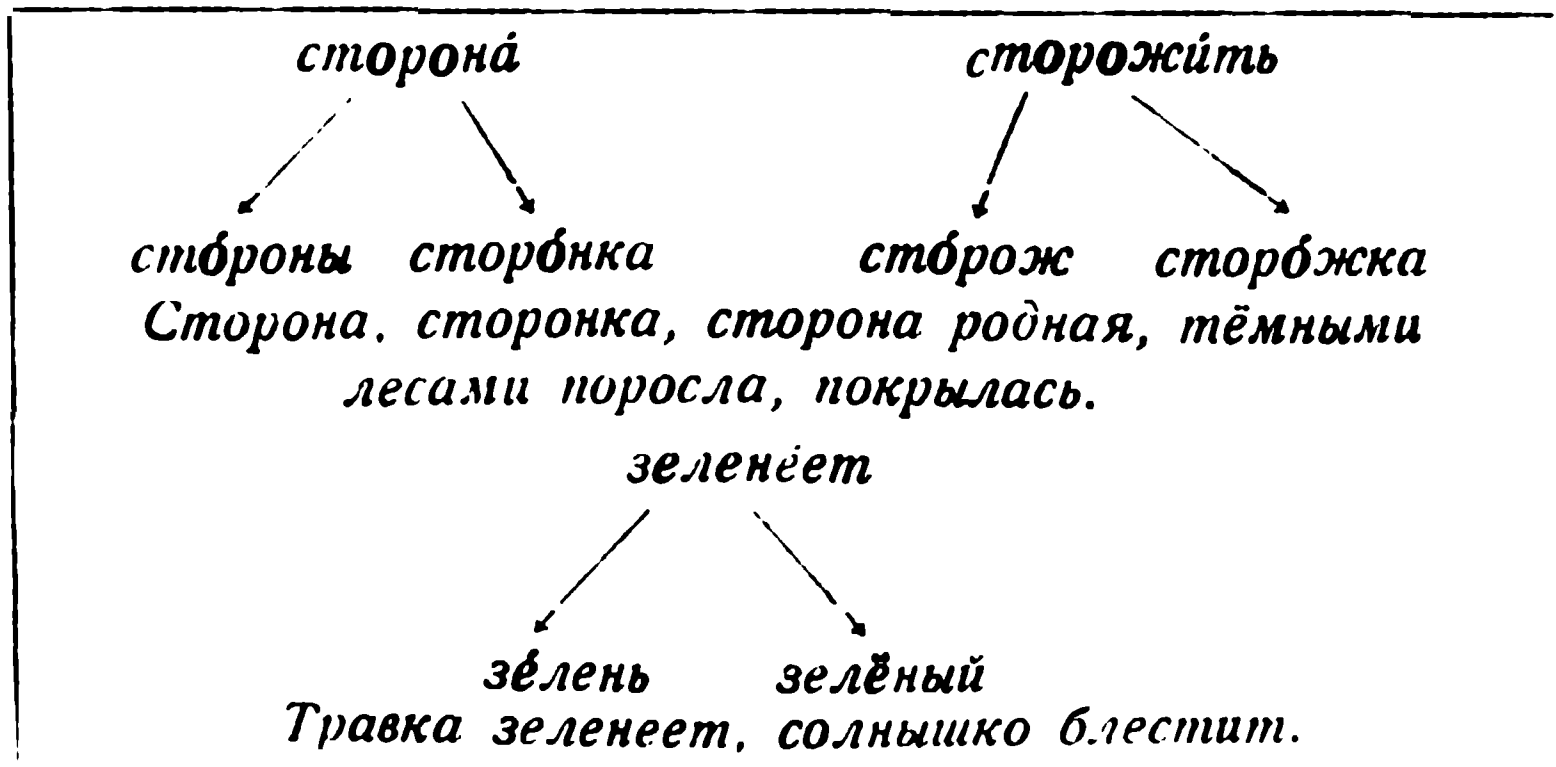 сторона́ сторожи́ть
сто́роны сторо́нка сто́рож сторо́жка
Сторона, сторонка, сторона родная, тёмными
лесами поросла, покрылась.
зелене́ет
зе́лень зелёный
Травка зеленеет, солнышко блестит.